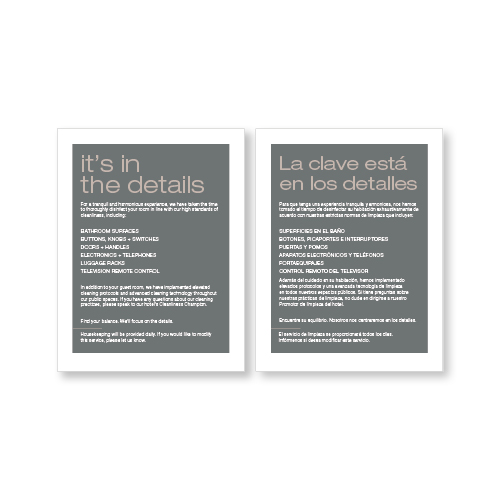 it's in
the details
For a tranquil and harmonious experience, we have taken the time
to thoroughly disinfect your room in line with our high standards of
cleanliness, including:
BATHROOM SURFACES
BUTTONS, KNOBS + SWITCHES
DOORS + HANDLES
ELECTRONICS + TELEPHONES
LUGGAGE RACKS
TELEVISION REMOTE CONTROL
In addition to your guest room, we have implemented elevated
cleaning protocols and advanced cleaning technology throughout
our public spaces. If you have any questions about our cleaning
practices, please speak to our hotel's Cleanliness Champion.
Find your balance. We'll focus on the details.
Housekeeping will be provided daily. If you would like to modify
this service, please let us know.
La clave está
en los detalles
Para que tenga una experiencia tranquila y armoniosa, nos hemos
tomado el tiempo de desinfectar su habitación exhaustivamente de
acuerdo con nuestras estrictas normas de limpieza que incluyen:
SUPERFICIES EN EL BAÑO
BOTONES, PICAPORTES E INTERRUPTORES
PUERTAS Y POMOS
APARATOS ELECTRÓNICOS Y TELÉFONOS
PORTAEQUIPAJES
CONTROL REMOTO DEL TELEVISOR
Además del cuidado en su habitación, hemos implementado
elevados protocolos y una avanzada tecnología de limpieza
en todos nuestros espacios públicos. Si tiene preguntas sobre
nuestras prácticas de limpieza, no dude en dirigirse a nuestro
Promotor de limpieza en el hotel.
Encuentre su equilibrio. Nosotros nos centraremos en los detalles.
El servicio de limpieza se proporcionará todos los días.
Infórmenos si desea modificar este servicio.